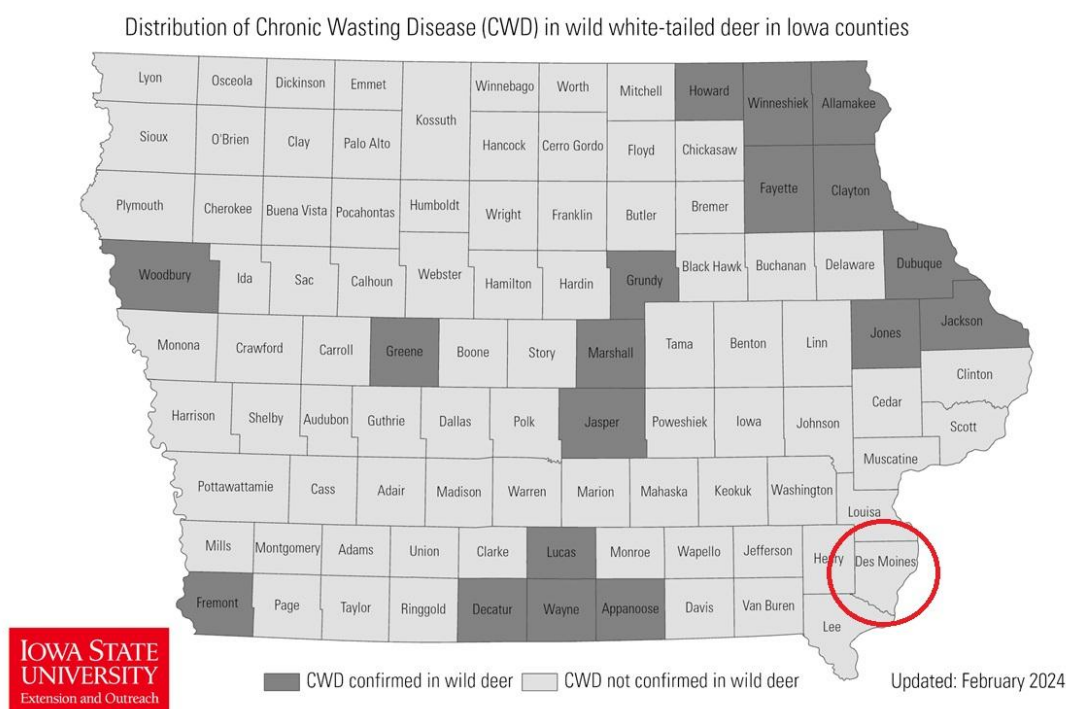 Distribution of Chronic Wasting Disease (CWD) in wild white-tailed deer in Iowa counties
Lyon
Osceola
Dickinson
Emmet
Kossuth
Winnebago
Worth
Mitchell
Howard
Winneshiek
Allamakee
Sioux
O'Brien
Clay
Palo Alto
Hancock
Cerro Gordo
Floyd
Chickasaw
Fayette
Clayton
Plymouth
Cherokee
Buena Vista
Pocahontas
Humboldt
Wright
Franklin
Butler
Bremer
Woodbury
Ida
Sac
Calhoun
Webster
Hamilton
Hardin
Grundy
Black Hawk
Buchanan
Delaware
Dubuque
Monona
Crawford
Carroll
Greene
Boone
Story
Marshall
Tama
Benton
Linn
Jones
Jackson
Clinton
Harrison
Shelby
Audubon
Guthrie
Dallas
Polk
Jasper
Poweshiek
Iowa
Johnson
Cedar
Scott
Muscatine
Pottawattamie
Cass
Adair
Madison
Warren
Marion
Mahaska
Keokuk
Washington
Louisa
Mills
Montgomery
Adams
Union
Clarke
Lucas
Monroe
Wapello
Jefferson
Henry
Des Moines
Fremont
Page
Taylor
Ringgold
Decatur
Wayne
Appanoose
Davis
Van Buren
Lee
IOWA STATE
UNIVERSITY
Extension and Outreach
CWD confirmed in wild deer
CWD not confirmed in wild deer
Updated: February 2024